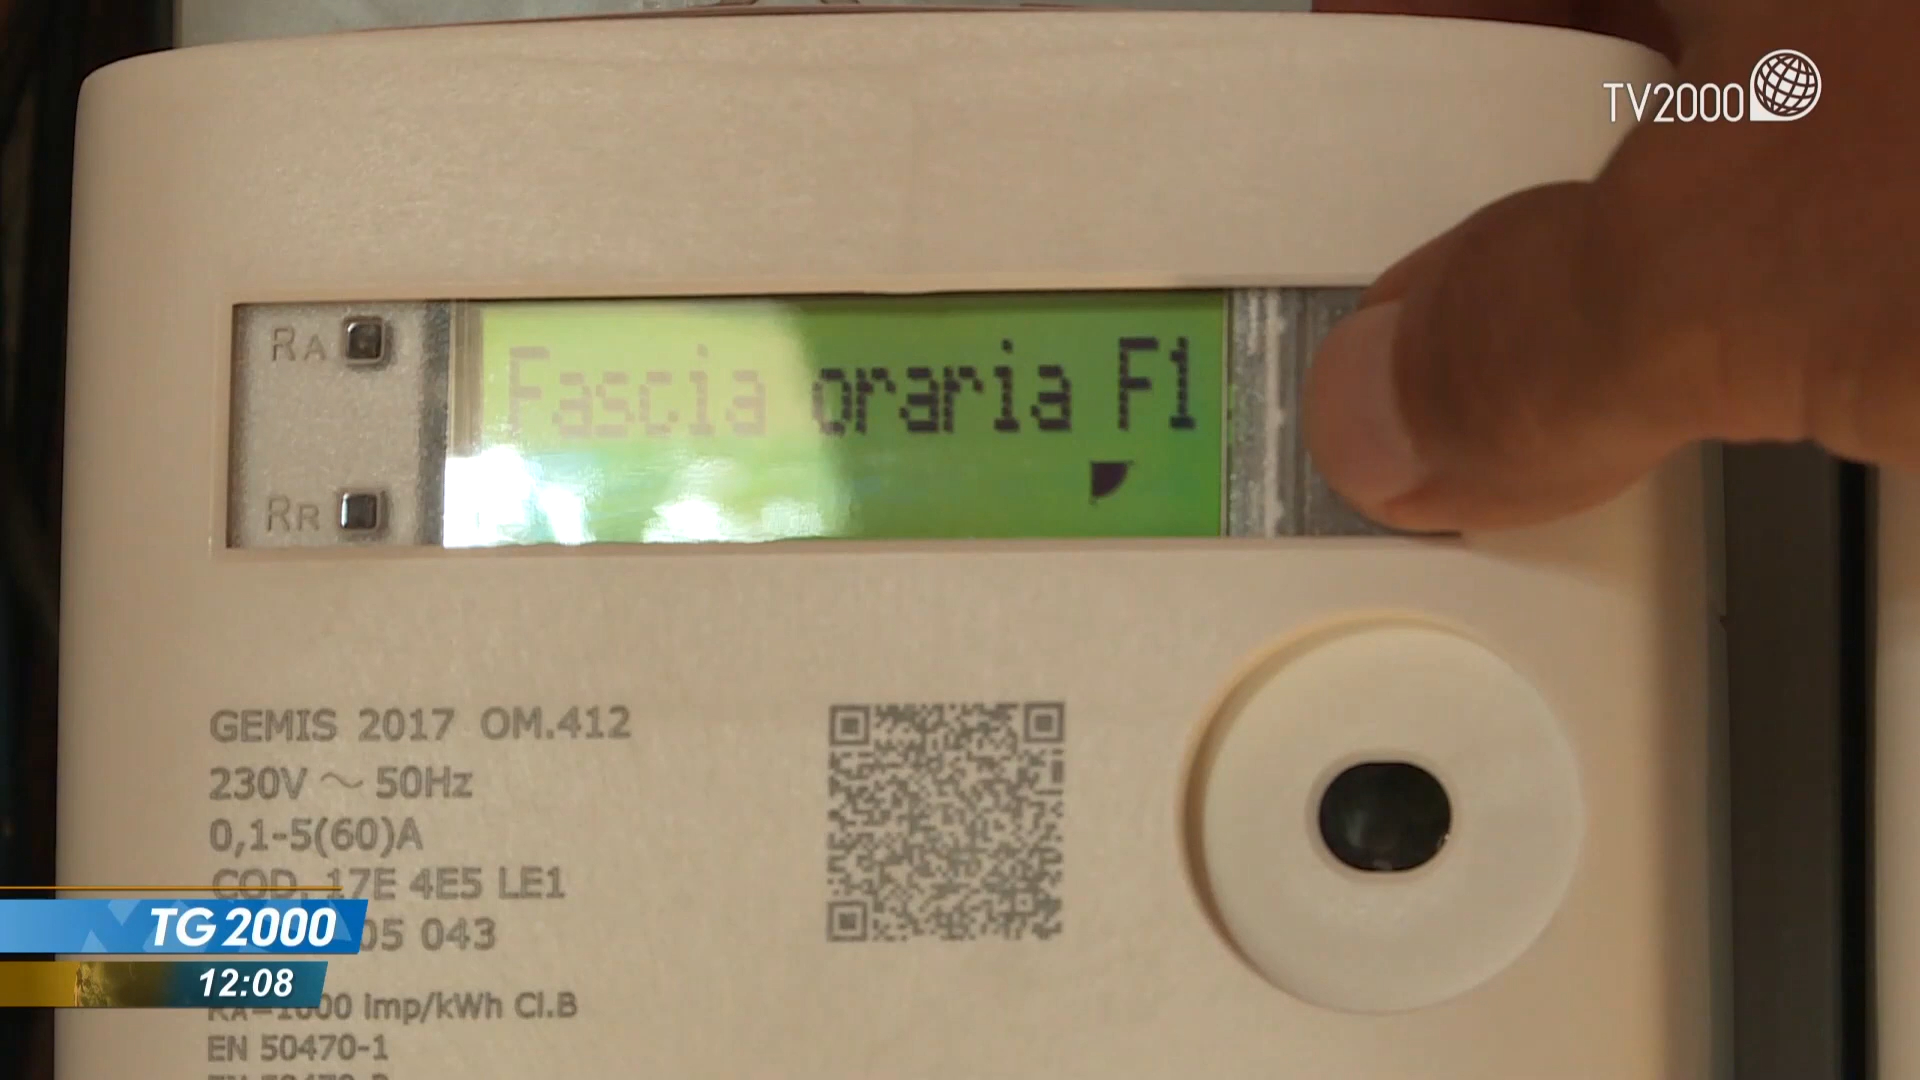 TV2000
RA
Fascia oraria F1
RR
GEMIS 2017 OM.412
230V ~ 50Hz
0,1-5(60)A
COD. 17E 4E5 LE1
05 043
TG 2000
12:08
imp/kWh Cl.B
EN 50470-1